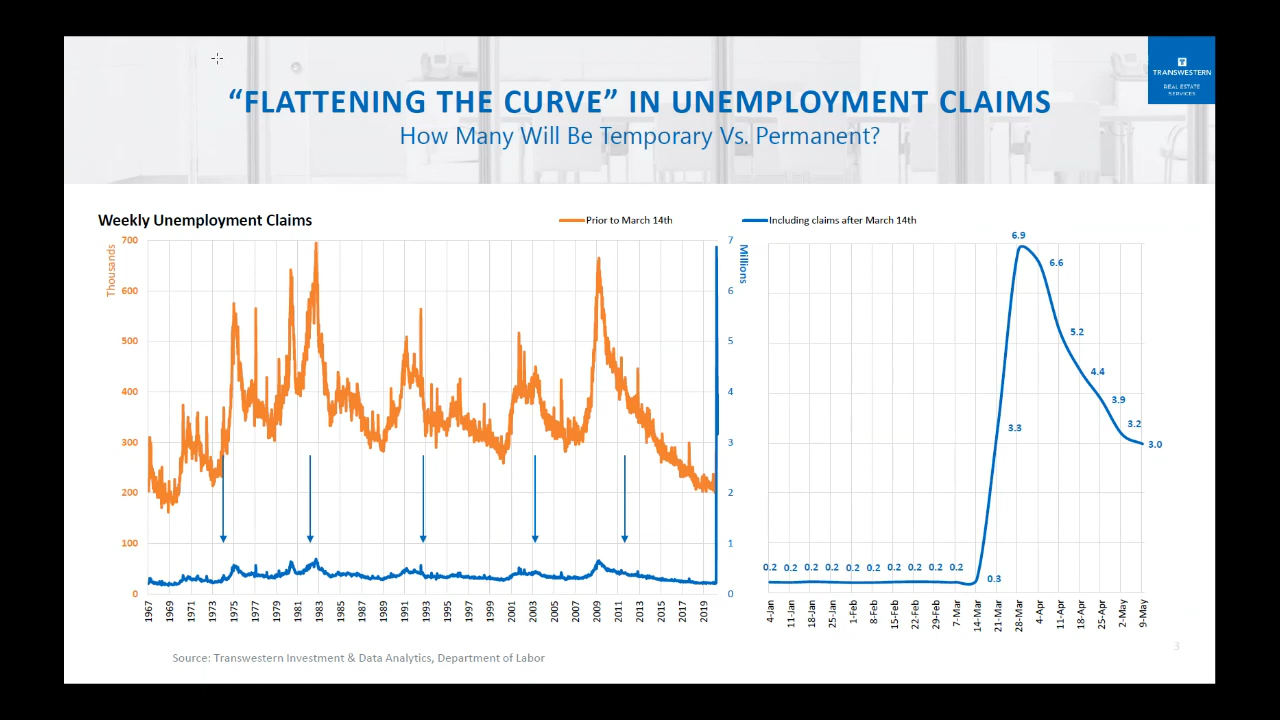 TRANSWESTERN
REAL ESTATE
SERVICES
“FLATTENING THE CURVE” IN UNEMPLOYMENT CLAIMS
How Many Will Be Temporary Vs. Permanent?
Weekly Unemployment Claims
Prior to March 14th
Including claims after March 14th
Thousands
700
600
500
400
300
200
100
0
Millions
7
6
5
4
3
2
1
0
1967 1969 1971 1973 1975 1977 1979 1981 1983 1985 1987 1989 1991 1993 1995 1997 1999 2001 2003 2005 2007 2009 2011 2013 2015 2017 2019
6.9
6.6
5.2
4.4
3.9
3.2
3.0
3.3
0.2 0.2 0.2 0.2 0.2 0.2 0.2 0.2 0.2 0.2
0.3
4-Jan 11-Jan 18-Jan 25-Jan 1-Feb 8-Feb 15-Feb 22-Feb 29-Feb 7-Mar 14-Mar 21-Mar 28-Mar 4-Apr 11-Apr 18-Apr 25-Apr 2-May 9-May
3
Source: Transwestern Investment & Data Analytics, Department of Labor